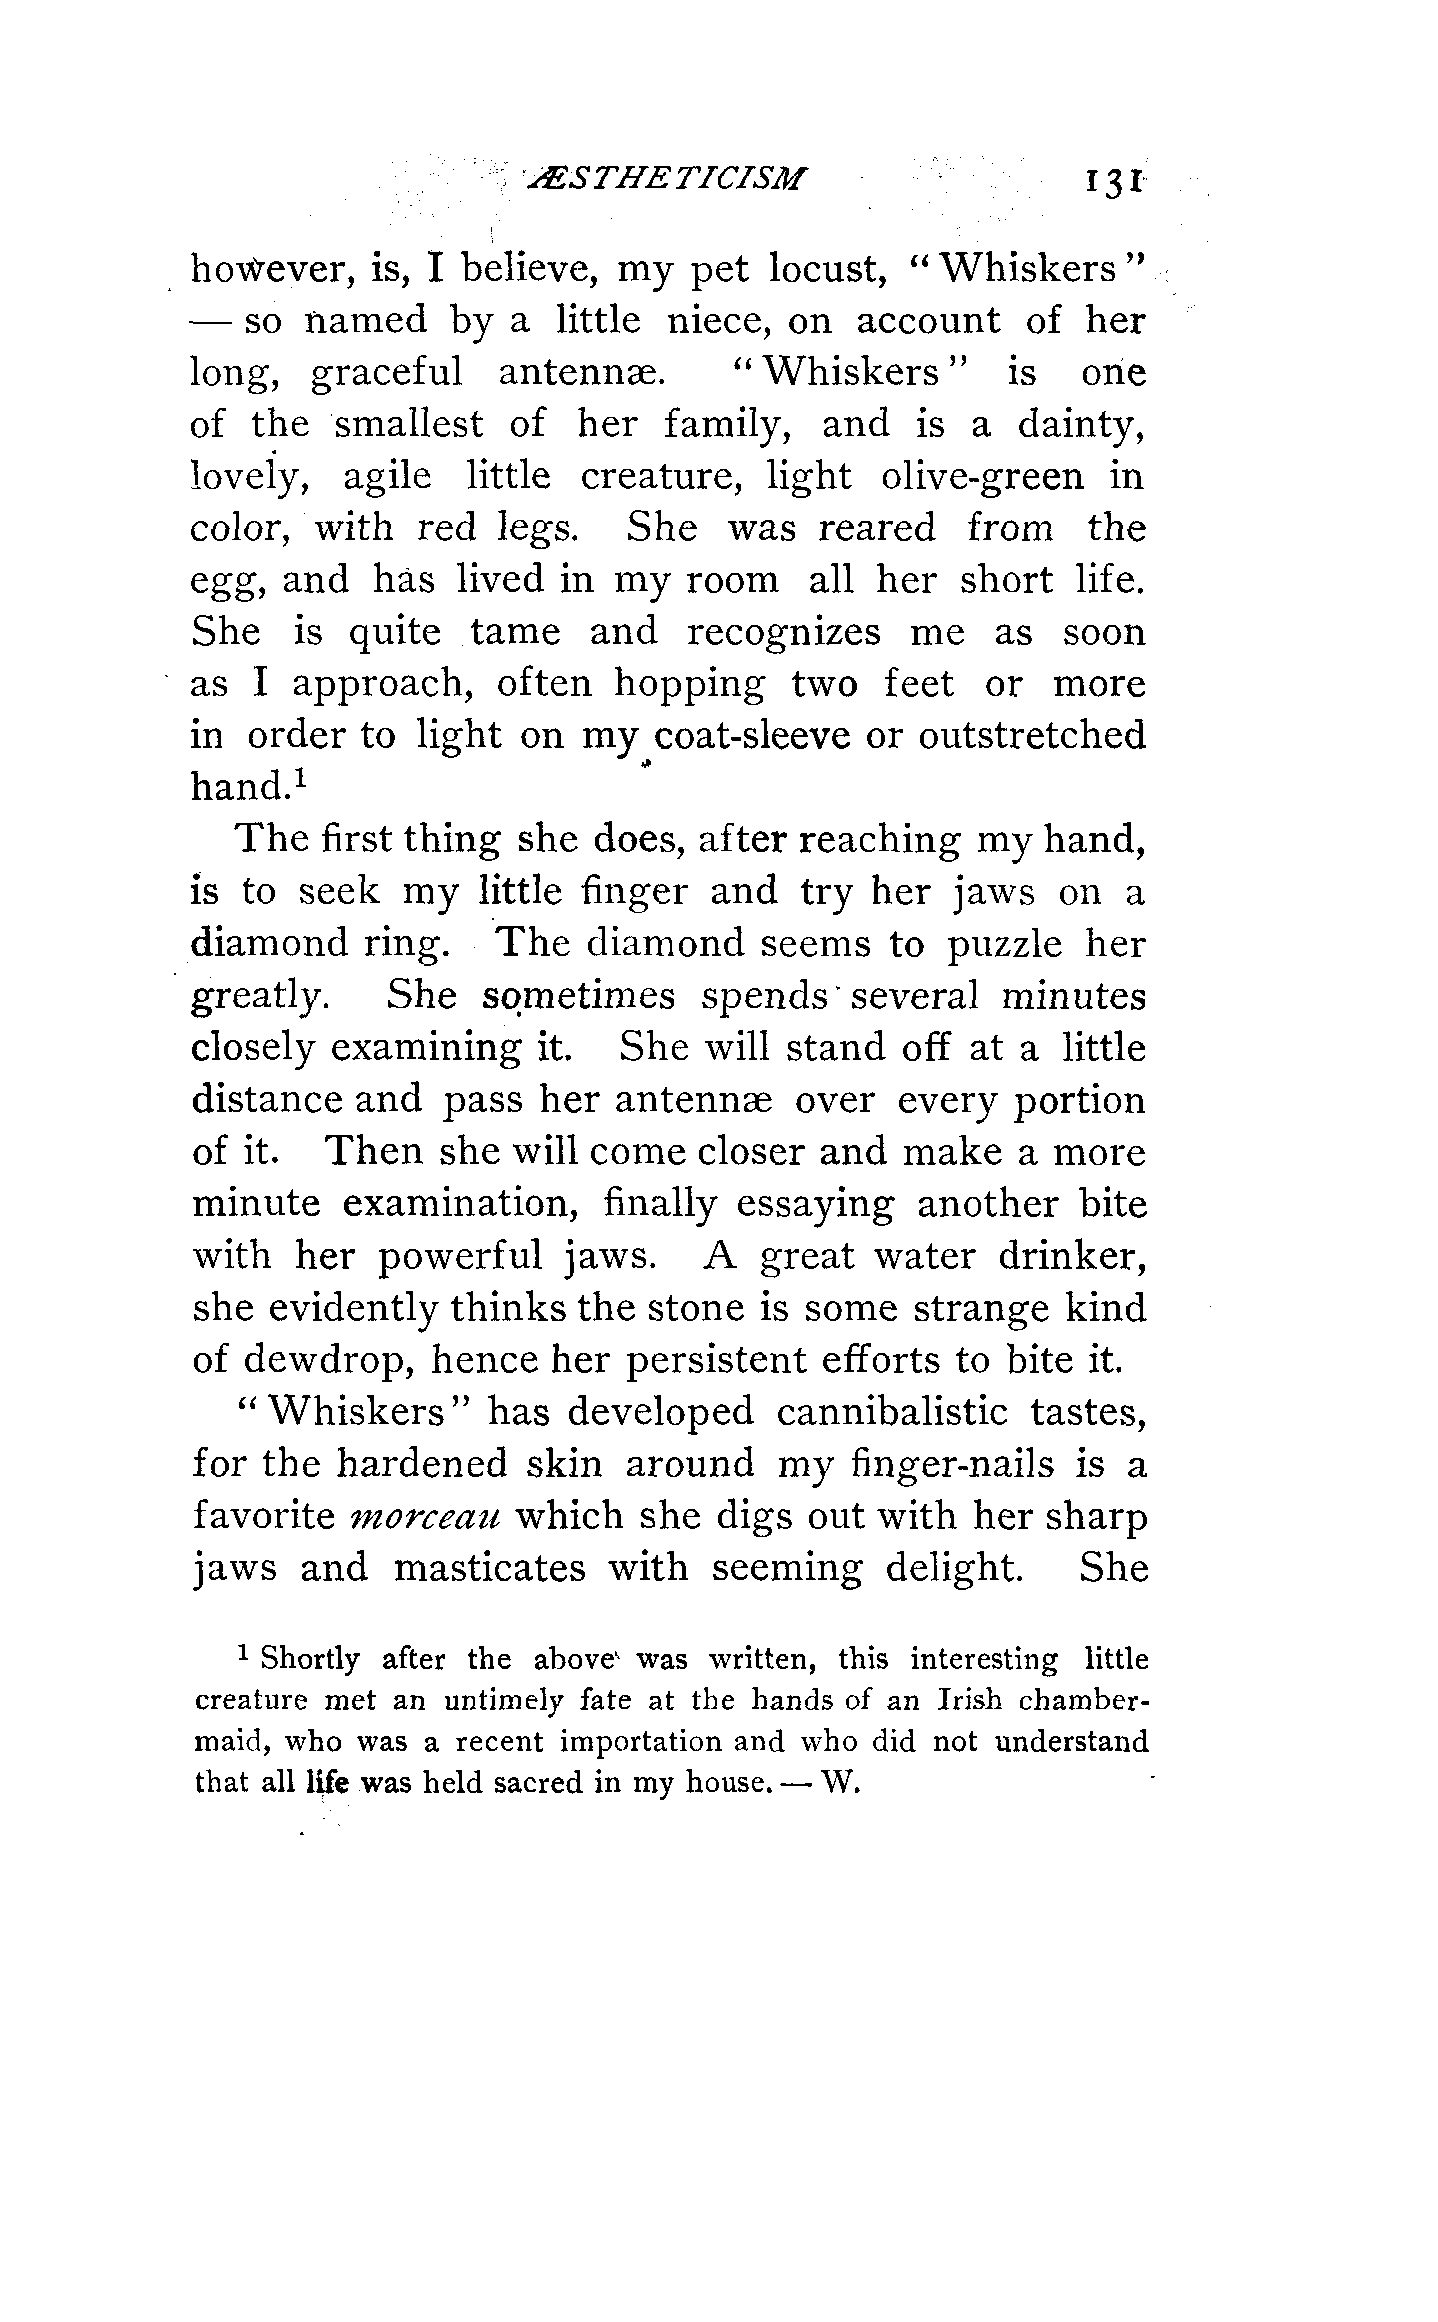 ÆSTHETICISM 131
however, is, I believe, my pet locust, “Whiskers”
— so named by a little niece, on account of her
long, graceful antennæ. “Whiskers” is one
of the smallest of her family, and is a dainty,
lovely, agile little creature, light olive-green in
color, with red legs. She was reared from the
egg, and has lived in my room all her short life.
She is quite tame and recognizes me as soon
as I approach, often hopping two feet or more
in order to light on my coat-sleeve or outstretched
hand.¹
The first thing she does, after reaching my hand,
is to seek my little finger and try her jaws on a
diamond ring. The diamond seems to puzzle her
greatly. She sometimes spends several minutes
closely examining it. She will stand off at a little
distance and pass her antennæ over every portion
of it. Then she will come closer and make a more
minute examination, finally essaying another bite
with her powerful jaws. A great water drinker,
she evidently thinks the stone is some strange kind
of dewdrop, hence her persistent efforts to bite it.
“Whiskers” has developed cannibalistic tastes,
for the hardened skin around my finger-nails is a
favorite morceau which she digs out with her sharp
jaws and masticates with seeming delight. She
¹ Shortly after the above was written, this interesting little
creature met an untimely fate at the hands of an Irish chamber-
maid, who was a recent importation and who did not understand
that all life was held sacred in my house. — W.